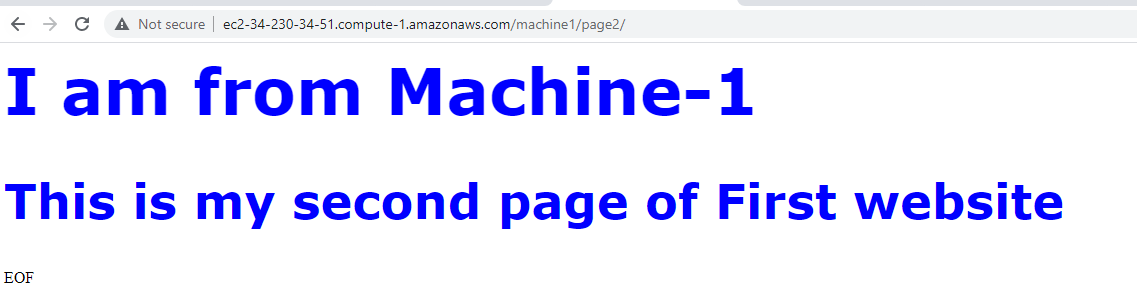 Not secure | ec2-34-230-34-51.compute-1.amazonaws.com/machine1/page2/
I am from Machine-1
This is my second page of First website
EOF